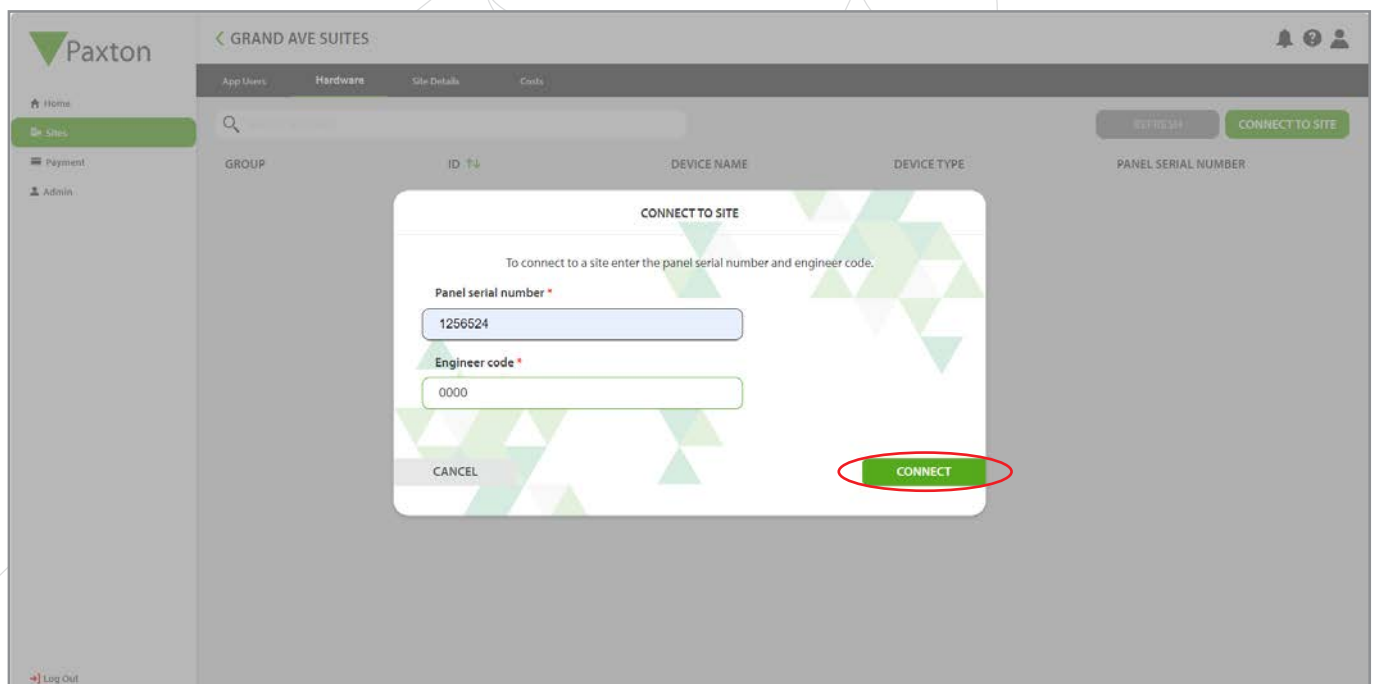 Paxton
GRAND AVE SUITES
App Users Hardware Site Details Costs
Home
Sites
Payment
Admin
REFRESH CONNECT TO SITE
GROUP ID DEVICE NAME DEVICE TYPE PANEL SERIAL NUMBER
CONNECT TO SITE
To connect to a site enter the panel serial number and engineer code.
Panel serial number *
1256524
Engineer code *
0000
CANCEL CONNECT
Log Out